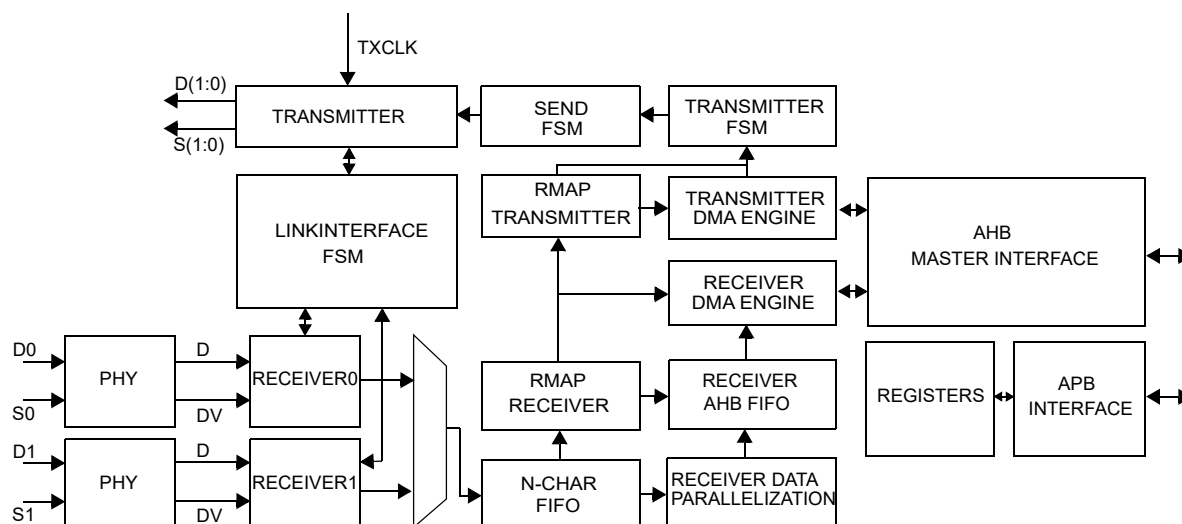 TXCLK
D(1:0)
S(1:0)
TRANSMITTER
SEND
FSM
TRANSMITTER
FSM
LINKINTERFACE
FSM
RMAP
TRANSMITTER
TRANSMITTER
DMA ENGINE
AHB
MASTER INTERFACE
RECEIVER
DMA ENGINE
D0
S0
PHY
D
DV
RECEIVER0
RMAP
RECEIVER
RECEIVER
AHB FIFO
REGISTERS
APB
INTERFACE
D1
S1
PHY
D
DV
RECEIVER1
N-CHAR
FIFO
RECEIVER DATA
PARALLELIZATION